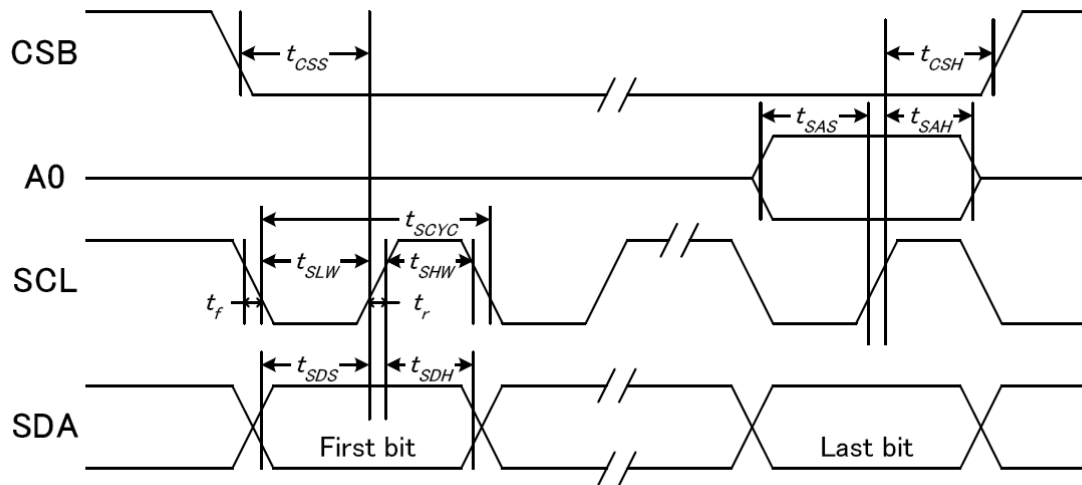 CSB
tCSS
tCSH
tSAS
tSAH
A0
tSCYC
SCL
tSLW
tSHW
tf
tr
tSDS
tSDH
SDA
First bit
Last bit